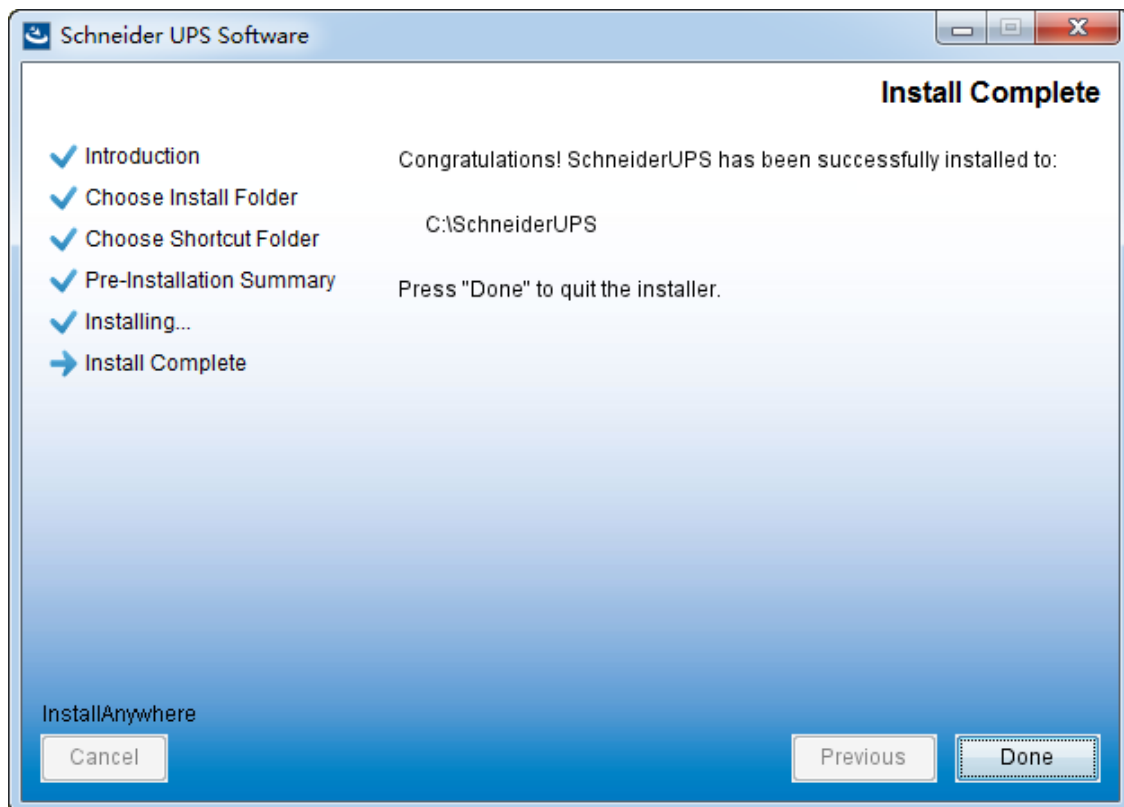 Schneider UPS Software
Install Complete
Introduction
Choose Install Folder
Choose Shortcut Folder
Pre-Installation Summary
Installing...
Install Complete
Congratulations! SchneiderUPS has been successfully installed to:
C:\SchneiderUPS
Press "Done" to quit the installer.
InstallAnywhere
Cancel
Previous
Done